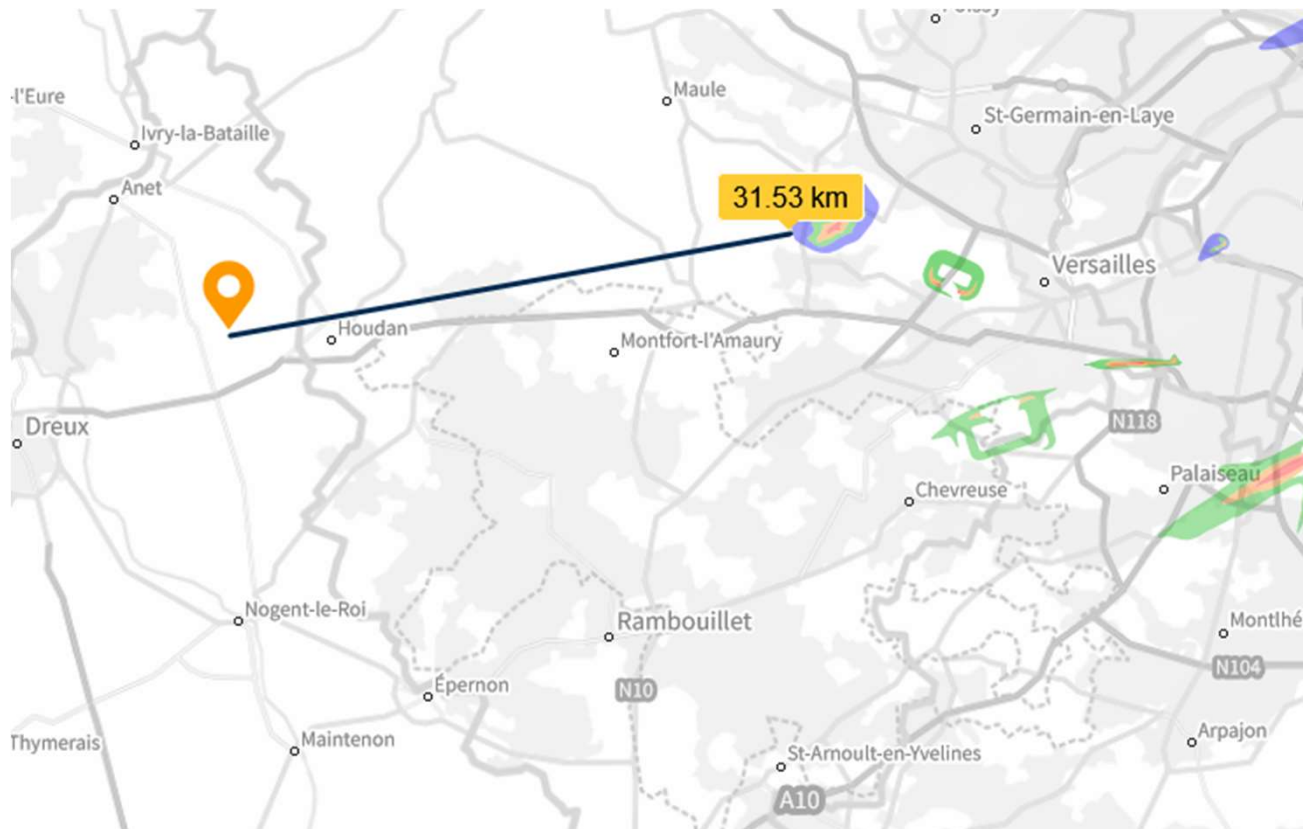 Poissy
Maule
-l'Eure
St-Germain-en-Laye
Ivry-la-Bataille
Anet
31.53 km
Versailles
Houdan
Montfort-l'Amaury
Dreux
N118
Palaiseau
Chevreuse
Nogent-le-Roi
Rambouillet
Montlhé
N104
Épernon
N10
Arpajon
Thymerais
Maintenon
St-Arnoult-en-Yvelines
A10